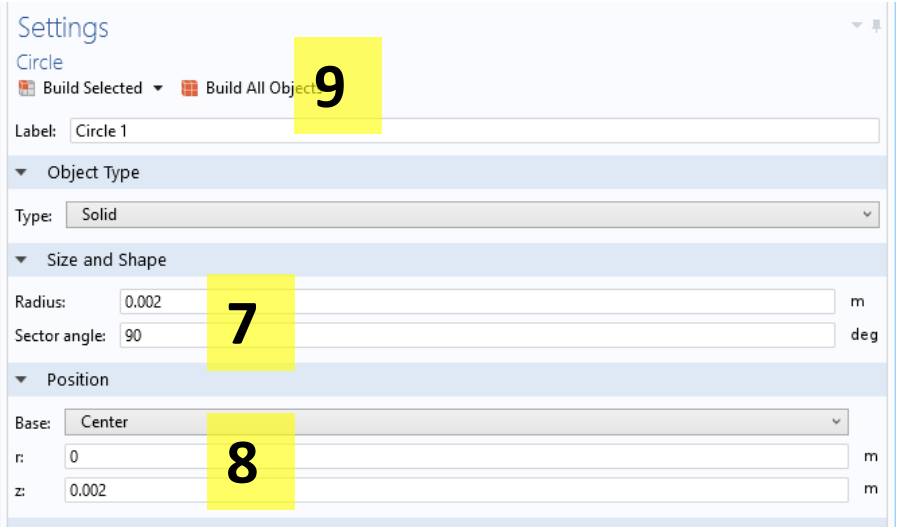 Settings
Circle
Build Selected Build All Objects
9
Label: Circle 1
Object Type
Type: Solid
Size and Shape
Radius: 0.002 m
7
Sector angle: 90 deg
Position
Base: Center
8
r: 0 m
z: 0.002 m